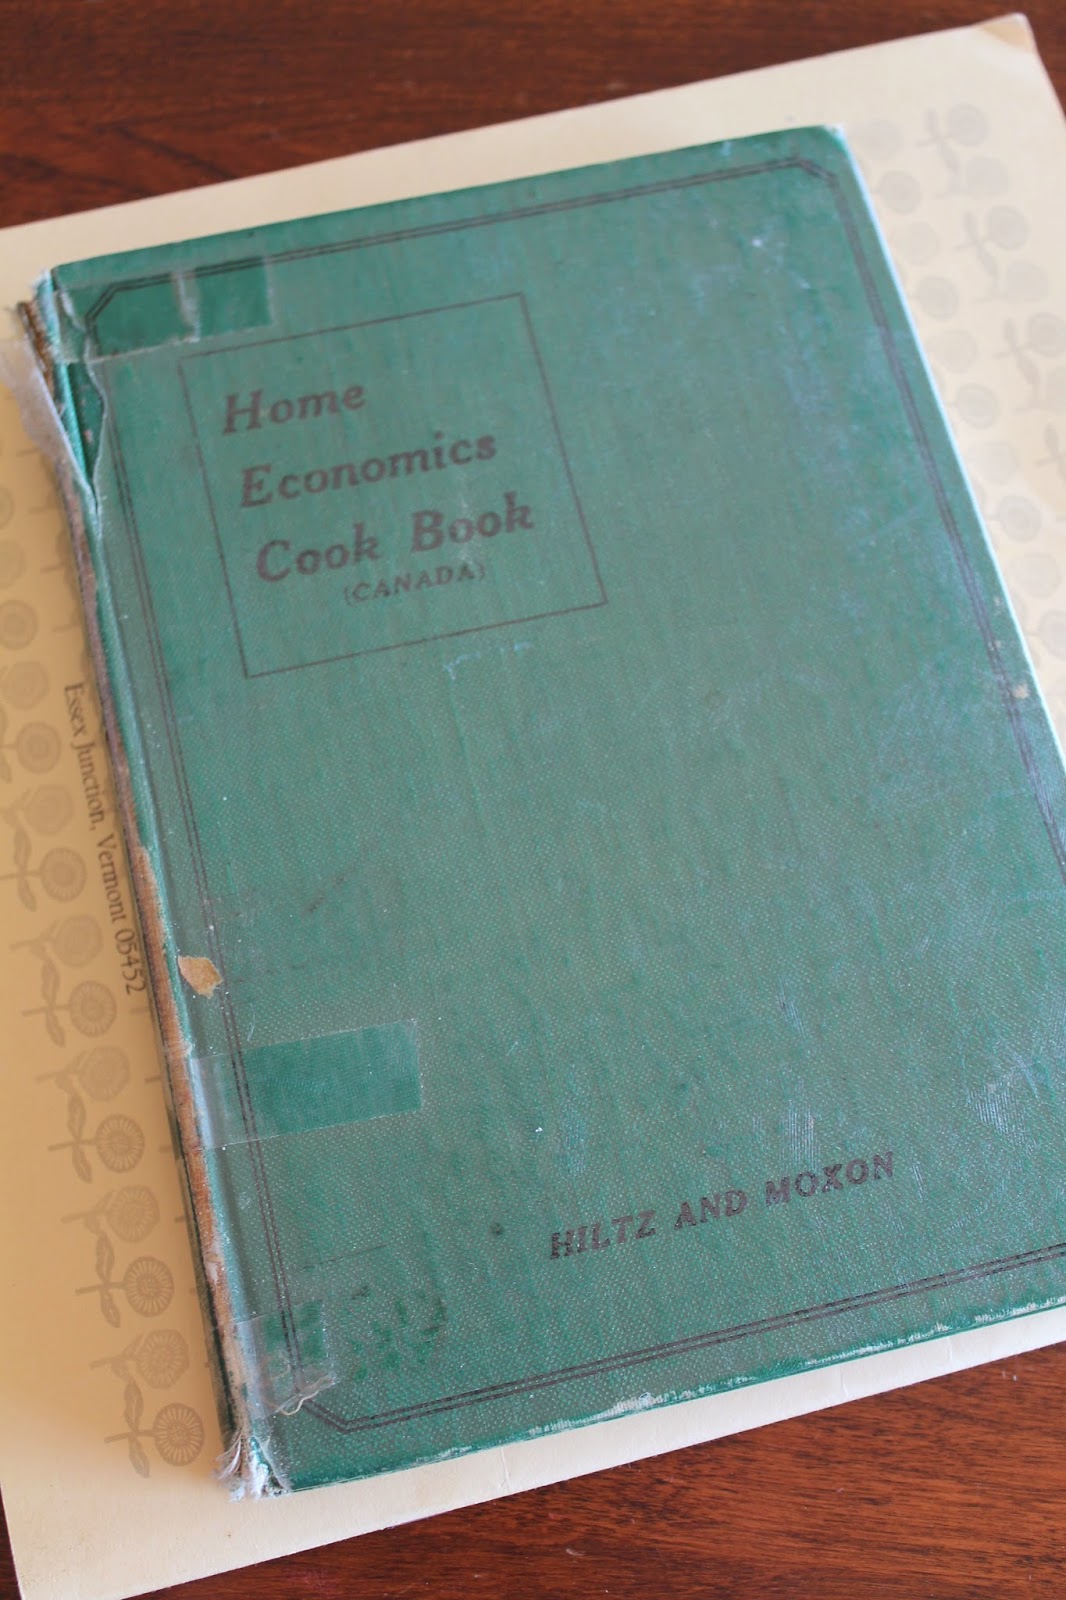 Home
Economics
Cook Book
(CANADA)
HILTZ AND MOXON
Essex Junction, Vermont 05452